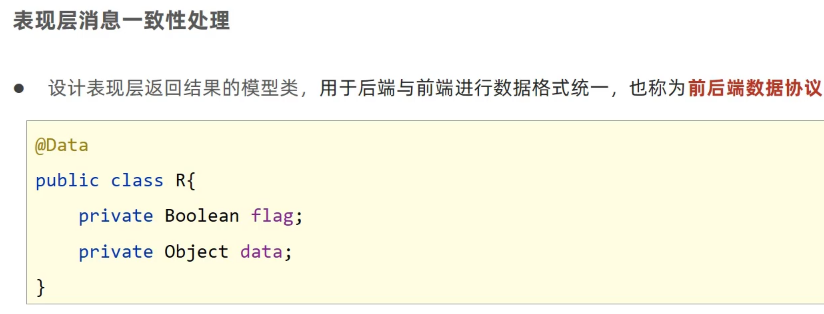 表现层消息一致性处理
● 设计表现层返回结果的模型类，用于后端与前端进行数据格式统一，也称为前后端数据协议
@Data
public class R{
    private Boolean flag;
    private Object data;
}